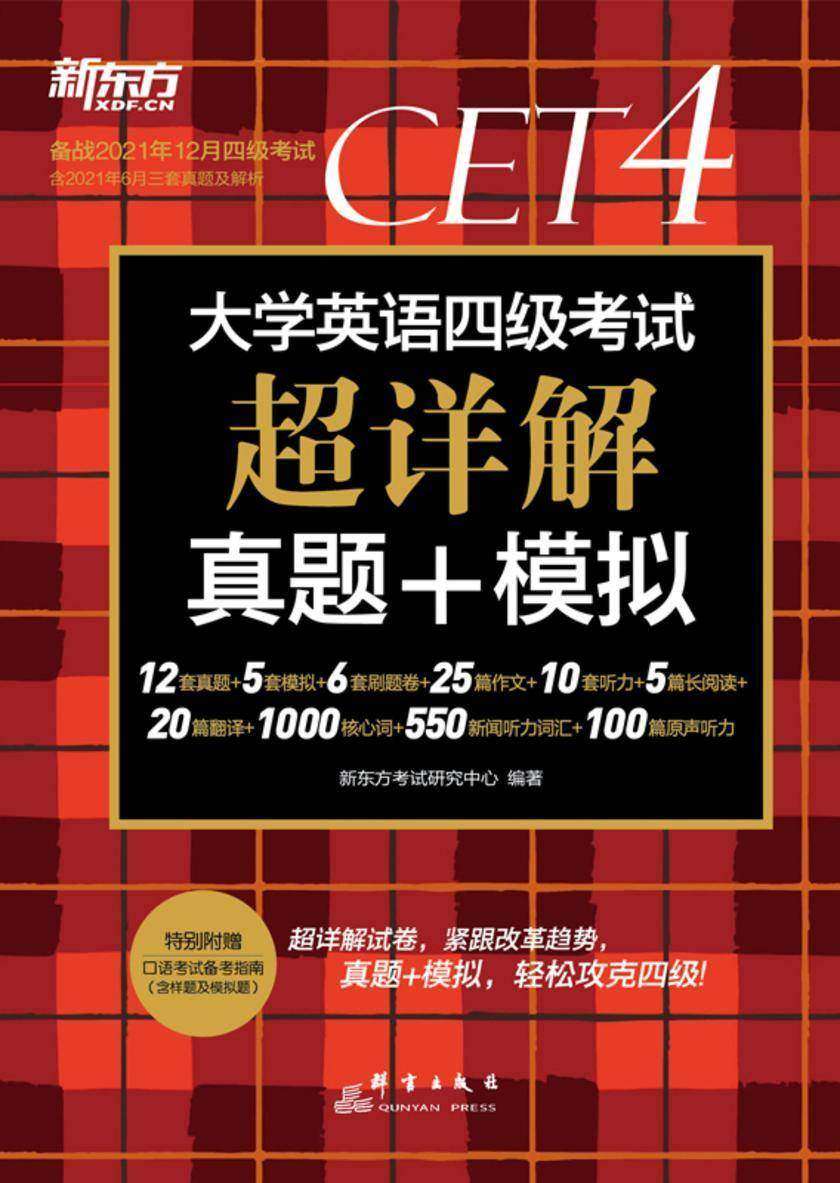 新东方
XDF.CN
备战2021年12月四级考试
含2021年6月三套真题及解析
CET4
大学英语四级考试
超详解
真题+模拟
12套真题+5套模拟+6套刷题卷+25篇作文+10套听力+5篇长阅读+
20篇翻译+1000核心词+550新闻听力词汇+100篇原声听力
新东方考试研究中心 编著
特别附赠
口语考试备考指南
(含样题及模拟题)
超详解试卷，紧跟改革趋势，
真题+模拟，轻松攻克四级!
群言出版社
QUNYAN PRESS